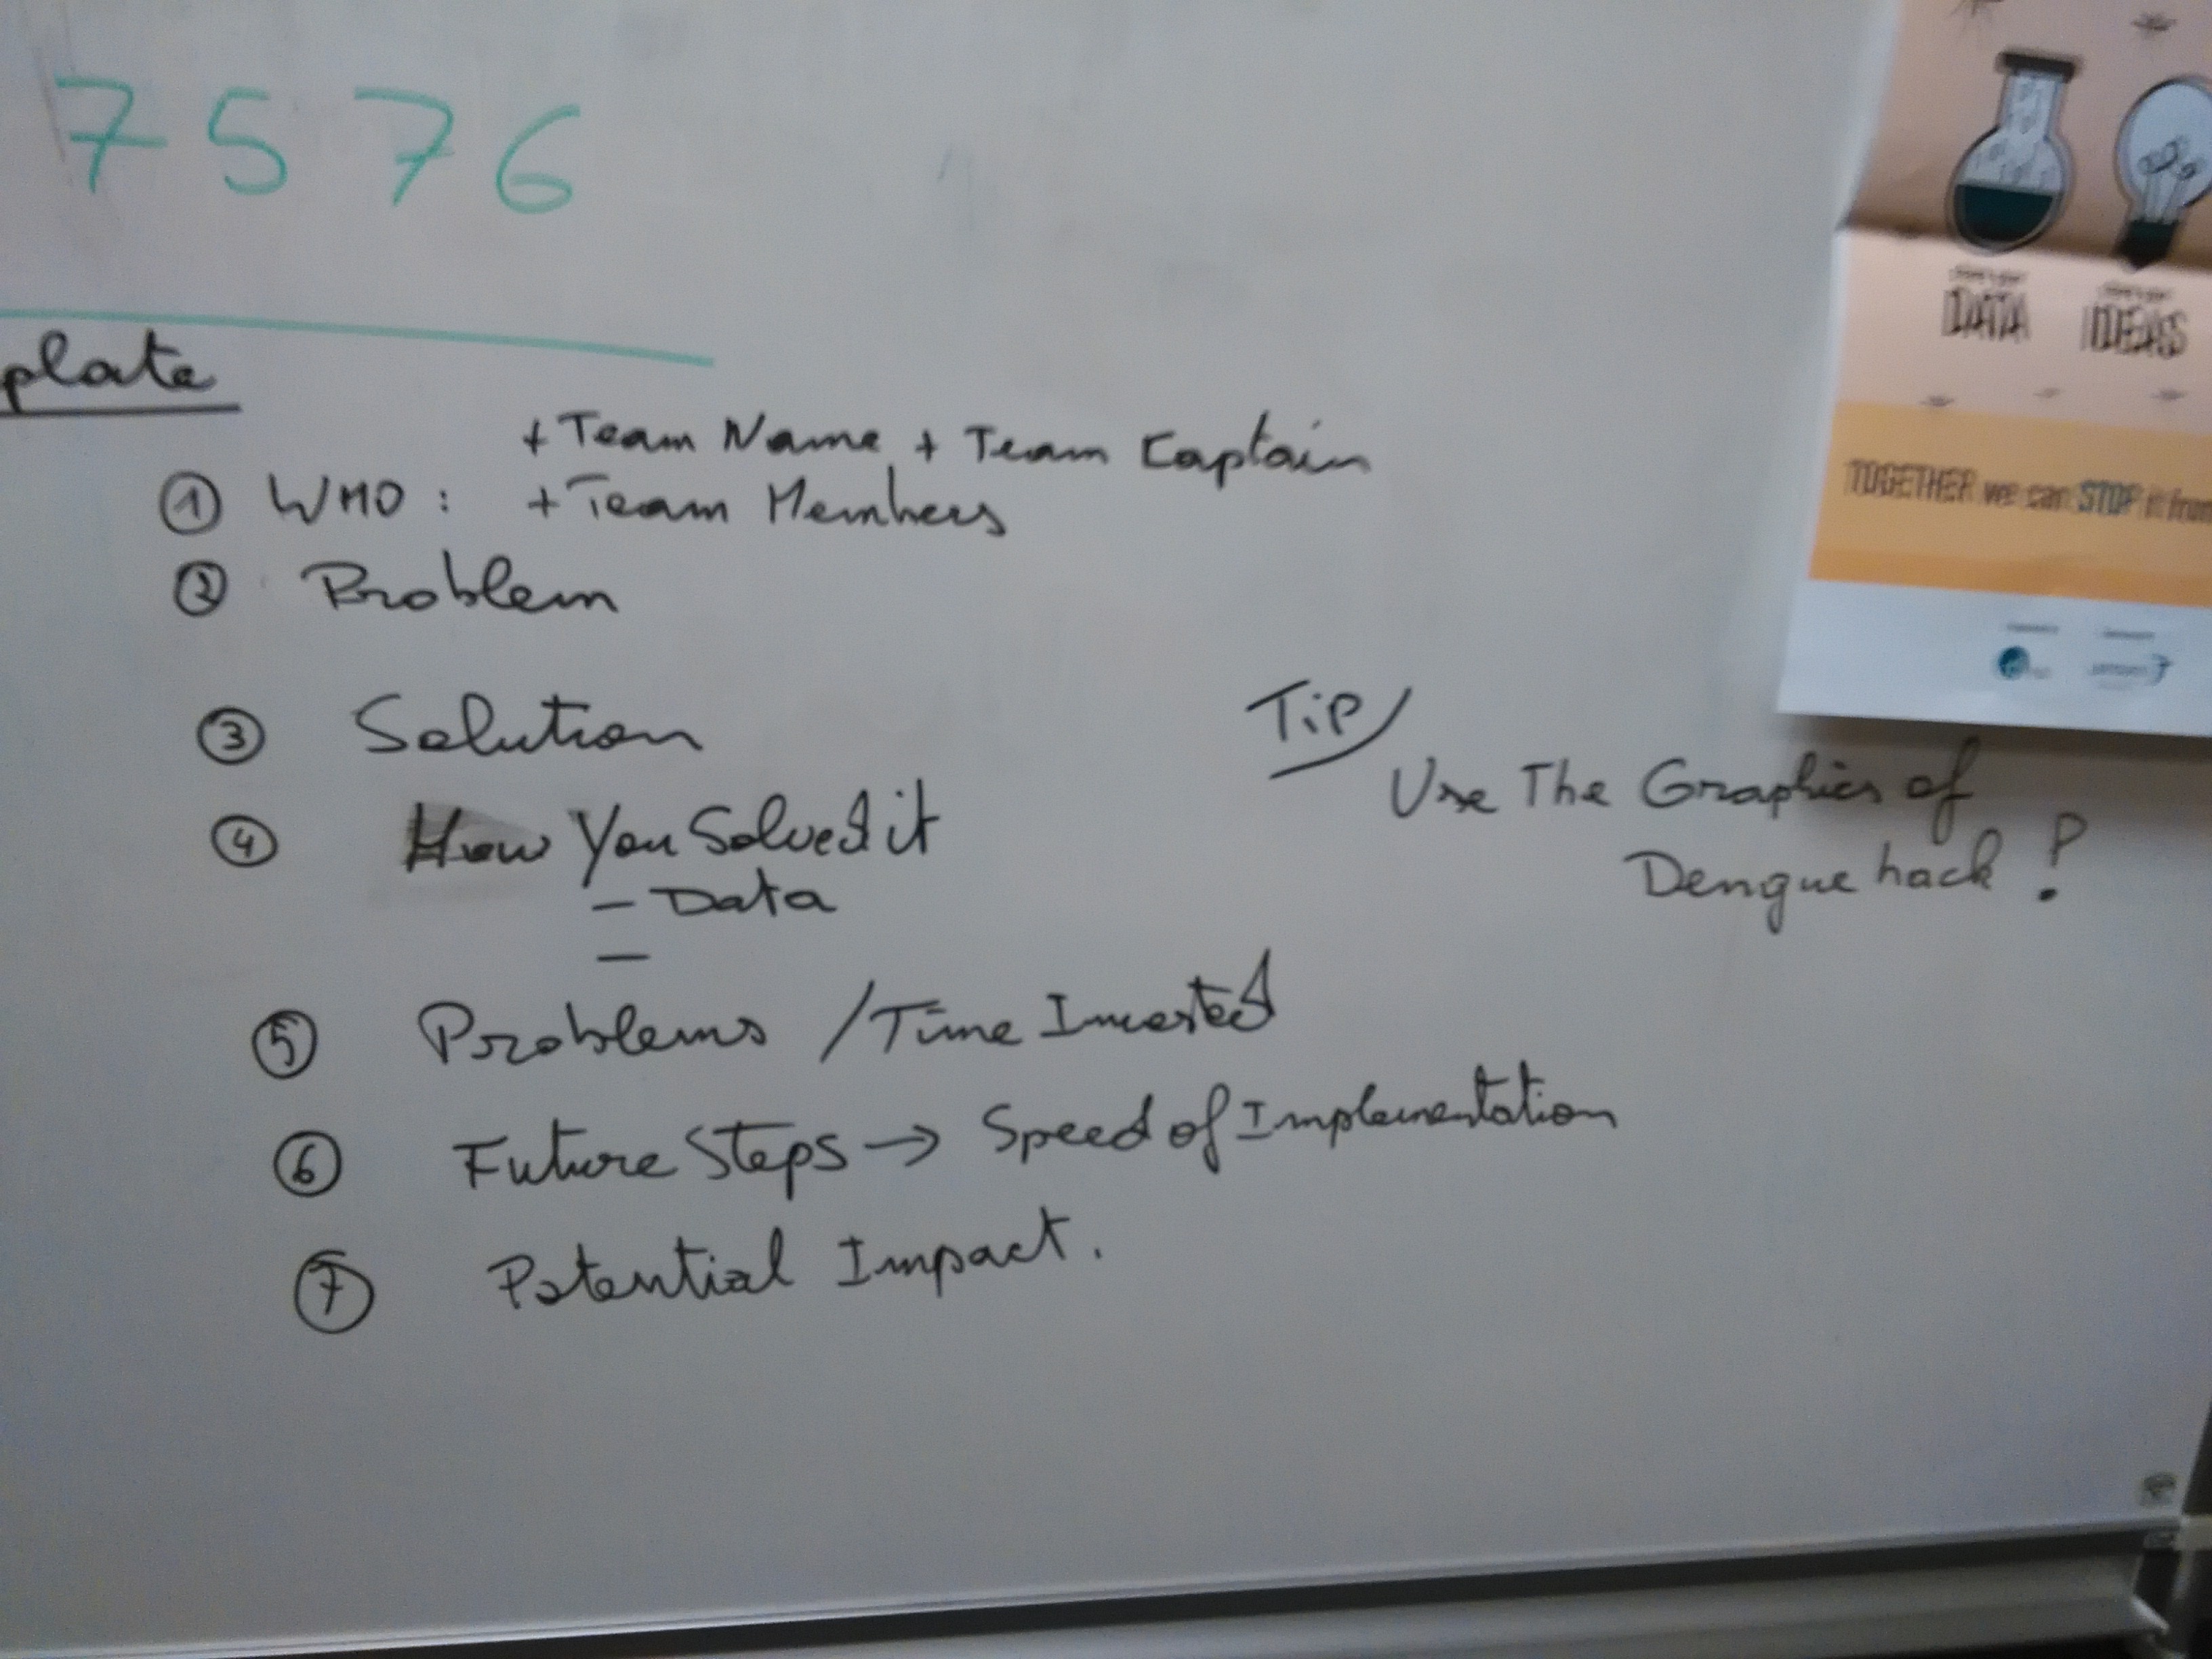 7576
plate
+ Team Name + Team Captain
① WHO : + Team Members
② Problem
③ Solution
④ How You Solved it
- Data
-
⑤ Problems / Time Invested
⑥ Future Steps → Speed of Implementation
⑦ Potential Impact.
Tip
Use The Graphics of
Dengue hack !
DATA IDEAS
TOGETHER we can STOP it from